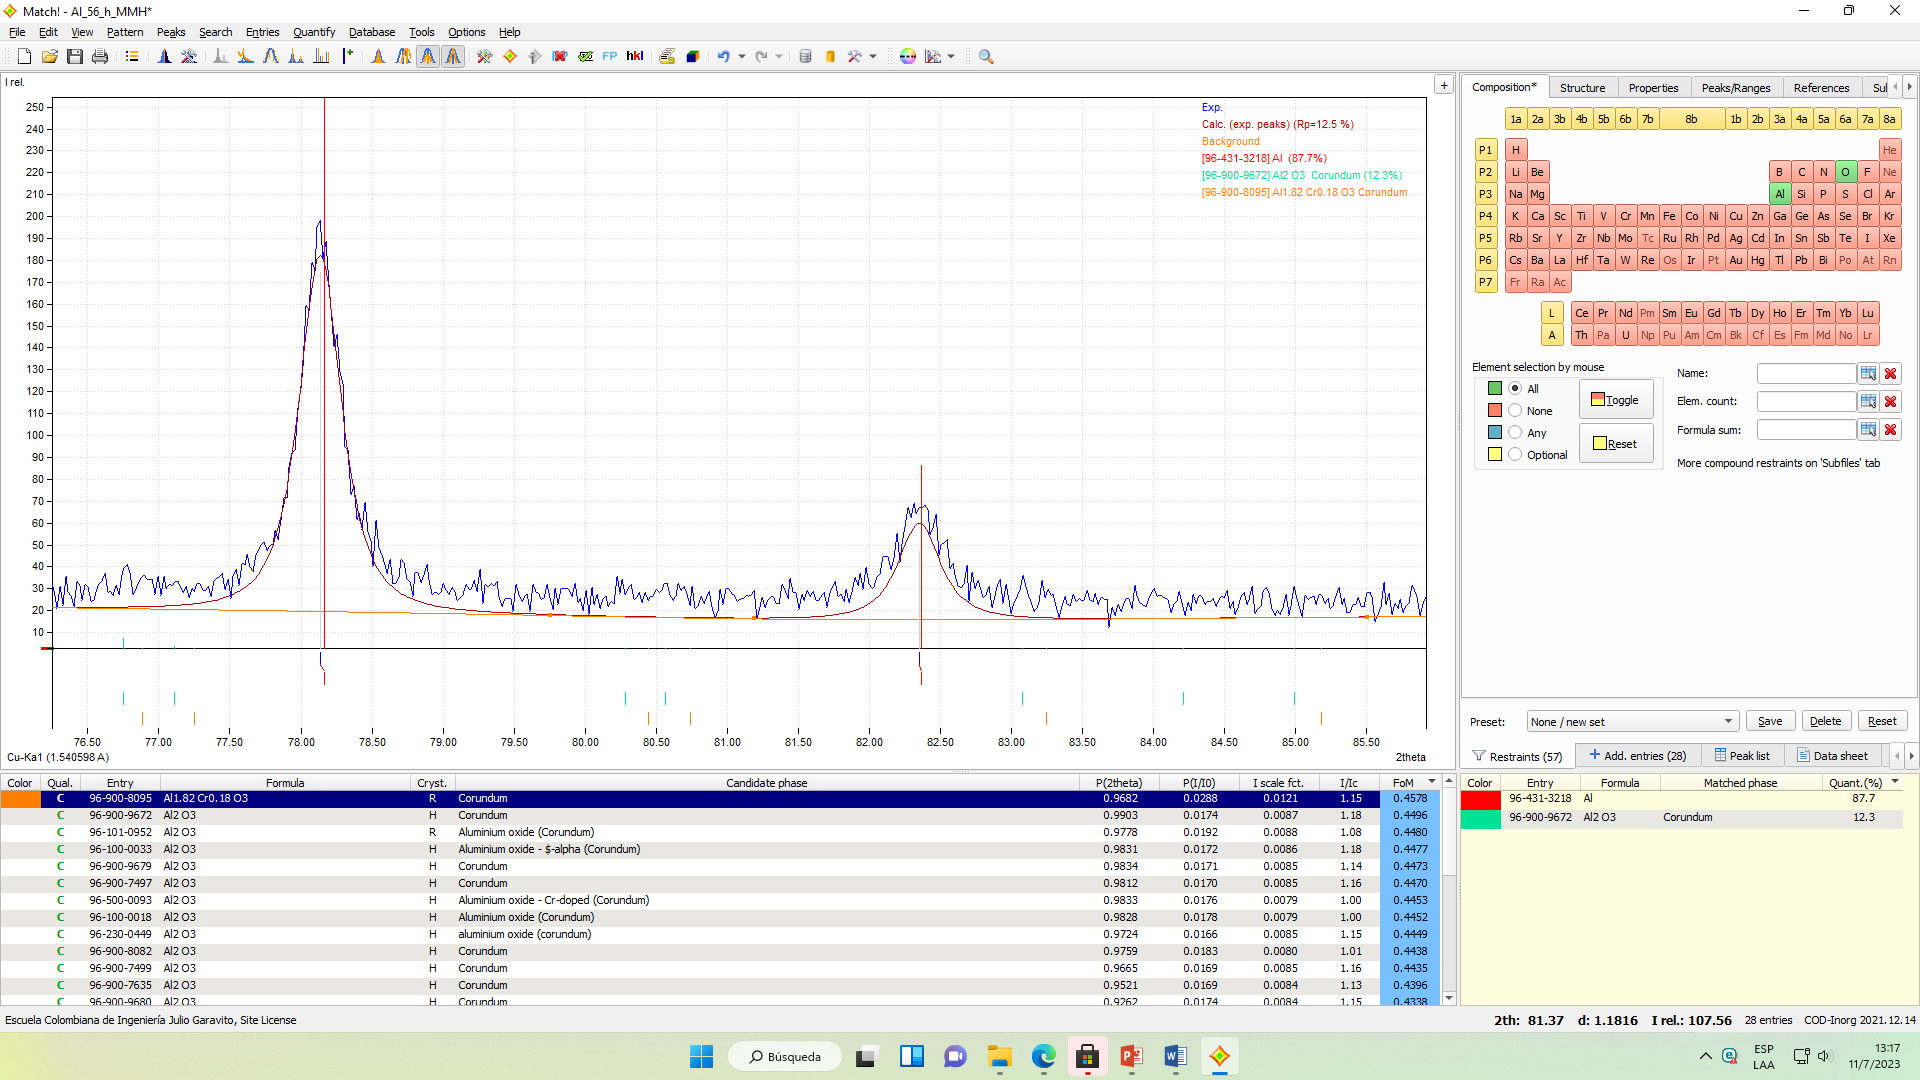 Match! - Al_56_h_MMH*
File Edit View Pattern Peaks Search Entries Quantify Database Tools Options Help
FP hkl
I rel.
+
250
240
230
220
210
200
190
180
170
160
150
140
130
120
110
100
90
80
70
60
50
40
30
20
10
Exp.
Calc. (exp. peaks) (Rp=12.5 %)
Background
[96-431-3218] Al (87.7%)
[96-900-9672] Al2 O3 Corundum (12.3%)
[96-900-8095] Al1.82 Cr0.18 O3 Corundum
76.50 77.00 77.50 78.00 78.50 79.00 79.50 80.00 80.50 81.00 81.50 82.00 82.50 83.00 83.50 84.00 84.50 85.00 85.50
Cu-Ka1 (1.540598 A) 2theta
Composition* Structure Properties Peaks/Ranges References Sul
1a 2a 3b 4b 5b 6b 7b 8b 1b 2b 3a 4a 5a 6a 7a 8a
P1 H He
P2 Li Be B C N O F Ne
P3 Na Mg Al Si P S Cl Ar
P4 K Ca Sc Ti V Cr Mn Fe Co Ni Cu Zn Ga Ge As Se Br Kr
P5 Rb Sr Y Zr Nb Mo Tc Ru Rh Pd Ag Cd In Sn Sb Te I Xe
P6 Cs Ba La Hf Ta W Re Os Ir Pt Au Hg Tl Pb Bi Po At Rn
P7 Fr Ra Ac
L Ce Pr Nd Pm Sm Eu Gd Tb Dy Ho Er Tm Yb Lu
A Th Pa U Np Pu Am Cm Bk Cf Es Fm Md No Lr
Element selection by mouse
All
None
Any
Optional
Toggle
Reset
Name:
Elem. count:
Formula sum:
More compound restraints on 'Subfiles' tab
Preset: None / new set Save Delete Reset
Restraints (57) Add. entries (28) Peak list Data sheet
Color Qual. Entry Formula Cryst. Candidate phase P(2theta) P(I/I0) I scale fct. I/Ic FoM
C 96-900-8095 Al1.82 Cr0.18 O3 R Corundum 0.9682 0.0288 0.0121 1.15 0.4578
C 96-900-9672 Al2 O3 H Corundum 0.9903 0.0174 0.0087 1.18 0.4496
C 96-101-0952 Al2 O3 R Aluminium oxide (Corundum) 0.9778 0.0192 0.0088 1.08 0.4480
C 96-100-0033 Al2 O3 H Aluminium oxide - $-alpha (Corundum) 0.9831 0.0172 0.0086 1.18 0.4477
C 96-900-9679 Al2 O3 H Corundum 0.9834 0.0171 0.0085 1.14 0.4473
C 96-900-7497 Al2 O3 H Corundum 0.9812 0.0170 0.0085 1.16 0.4470
C 96-500-0093 Al2 O3 H Aluminium oxide - Cr-doped (Corundum) 0.9833 0.0176 0.0079 1.00 0.4453
C 96-100-0018 Al2 O3 H Aluminium oxide (Corundum) 0.9828 0.0178 0.0079 1.00 0.4452
C 96-230-0449 Al2 O3 H aluminium oxide (corundum) 0.9724 0.0166 0.0085 1.15 0.4449
C 96-900-8082 Al2 O3 H Corundum 0.9759 0.0183 0.0080 1.01 0.4438
C 96-900-7499 Al2 O3 H Corundum 0.9665 0.0169 0.0085 1.16 0.4435
C 96-900-7635 Al2 O3 H Corundum 0.9521 0.0169 0.0084 1.13 0.4396
C 96-900-9680 Al2 O3 H Corundum 0.9262 0.0174 0.0084 1.15 0.4338
Color Entry Formula Matched phase Quant.(%)
96-431-3218 Al 87.7
96-900-9672 Al2 O3 Corundum 12.3
Escuela Colombiana de Ingeniería Julio Garavito, Site License
2th: 81.37 d: 1.1816 I rel.: 107.56 28 entries COD-Inorg 2021.12.14
Búsqueda
ESP
LAA
13:17
11/7/2023